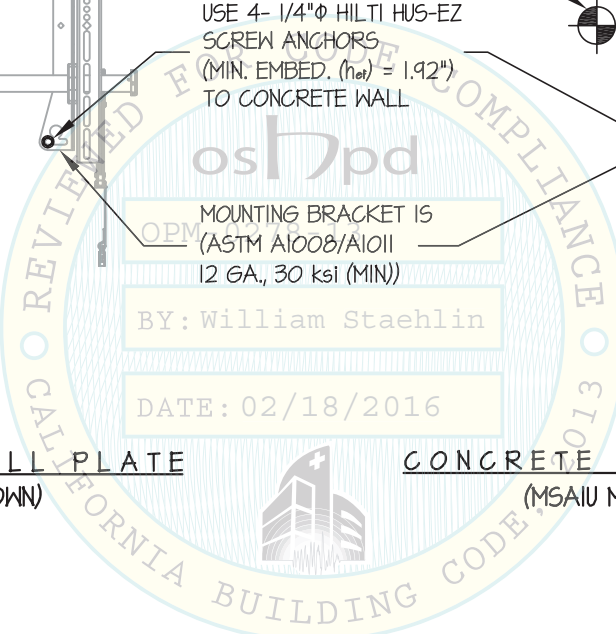 USE 4- 1/4"Φ HILTI HUS-EZ
SCREW ANCHORS
(MIN. EMBED. (hef) = 1.92")
TO CONCRETE WALL
REVIEWED FOR CODE COMPLIANCE
oshpd
MOUNTING BRACKET IS
(ASTM A1008/A1011
12 GA., 30 ksi (MIN))
OPM-0278-13
BY: William Staehlin
DATE: 02/18/2016
LL PLATE
OWN)
CONCRETE
(MSAIU M
CALIFORNIA BUILDING CODE, 2013